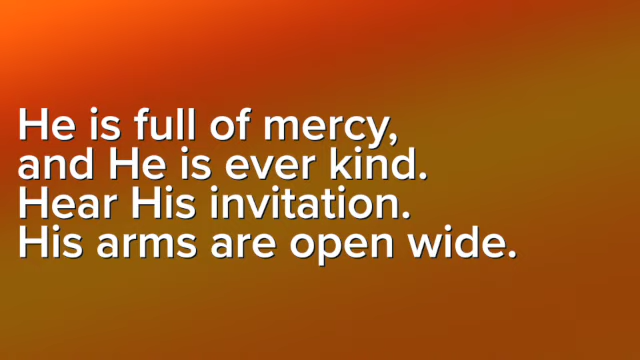 He is full of mercy,
and He is ever kind.
Hear His invitation.
His arms are open wide.